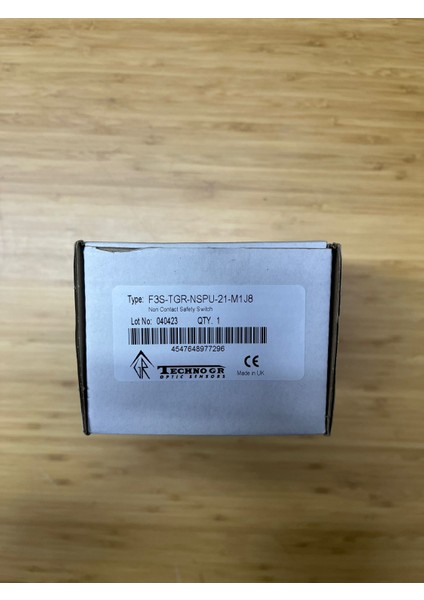 Type: F3S-TGR-NSPU-21-M1J8
Non Contact Safety Switch
Lot No: 040423 QTY. 1
4547648977296
GR TECHNO GR CE
OPTIC SENSORS Made in UK